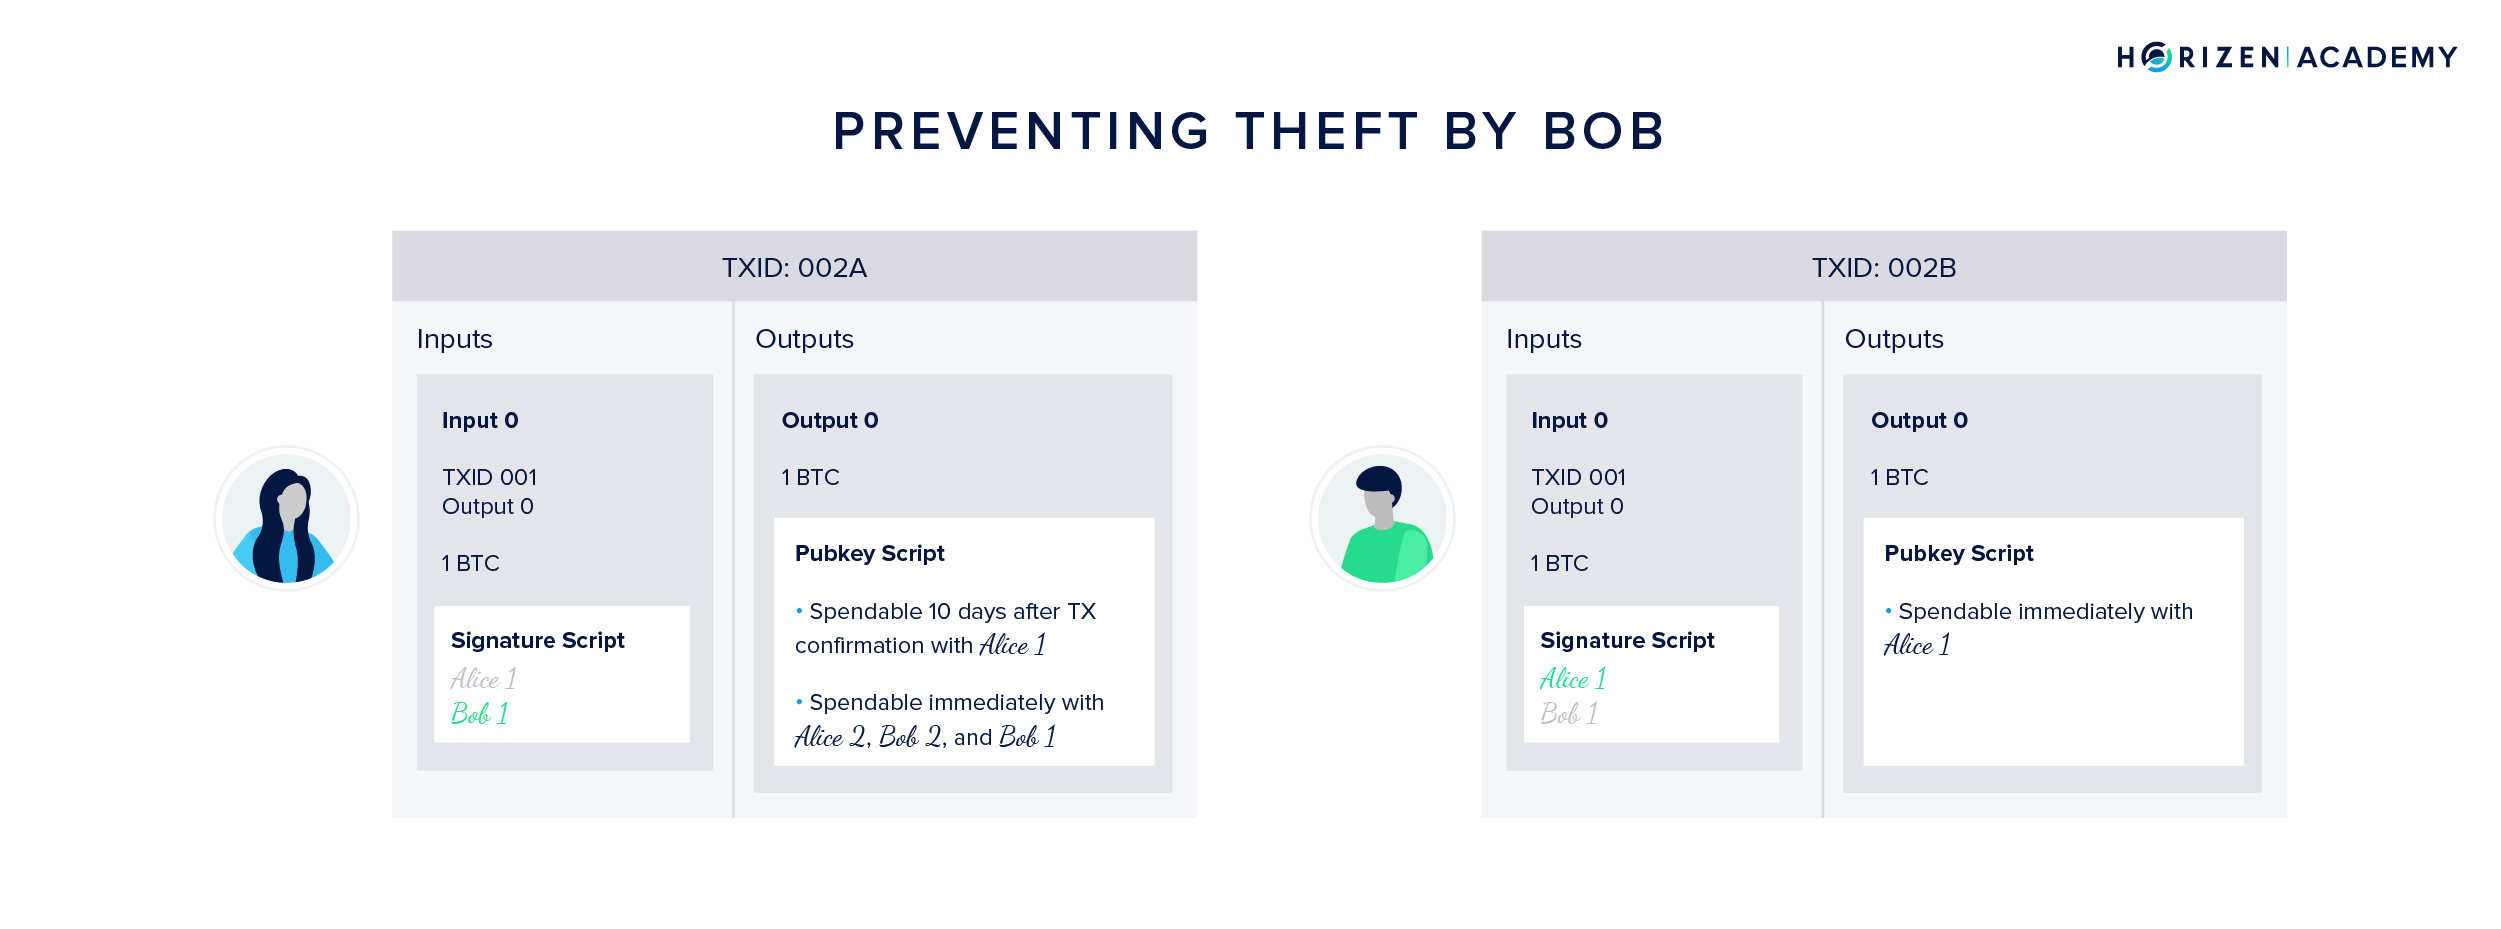 HORIZEN ACADEMY
PREVENTING THEFT BY BOB
TXID: 002A
Inputs
Outputs
Input 0
TXID 001
Output 0
1 BTC
Signature Script
Alice 1
Bob 1
Output 0
1 BTC
Pubkey Script
• Spendable 10 days after TX
confirmation with Alice 1
• Spendable immediately with
Alice 2, Bob 2, and Bob 1
TXID: 002B
Inputs
Outputs
Input 0
TXID 001
Output 0
1 BTC
Signature Script
Alice 1
Bob 1
Output 0
1 BTC
Pubkey Script
• Spendable immediately with
Alice 1